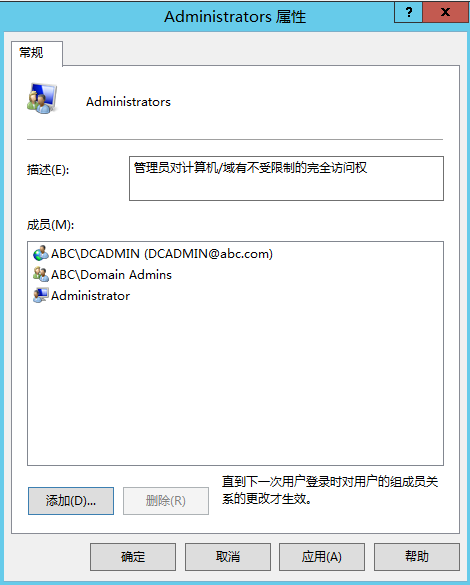 Administrators 属性
?
x
常规
Administrators
描述(E):
管理员对计算机/域有不受限制的完全访问权
成员(M):
ABC\DCADMIN (DCADMIN@abc.com)
ABC\Domain Admins
Administrator
添加(D)...
删除(R)
直到下一次用户登录时对用户的组成员关
系的更改才生效。
确定
取消
应用(A)
帮助